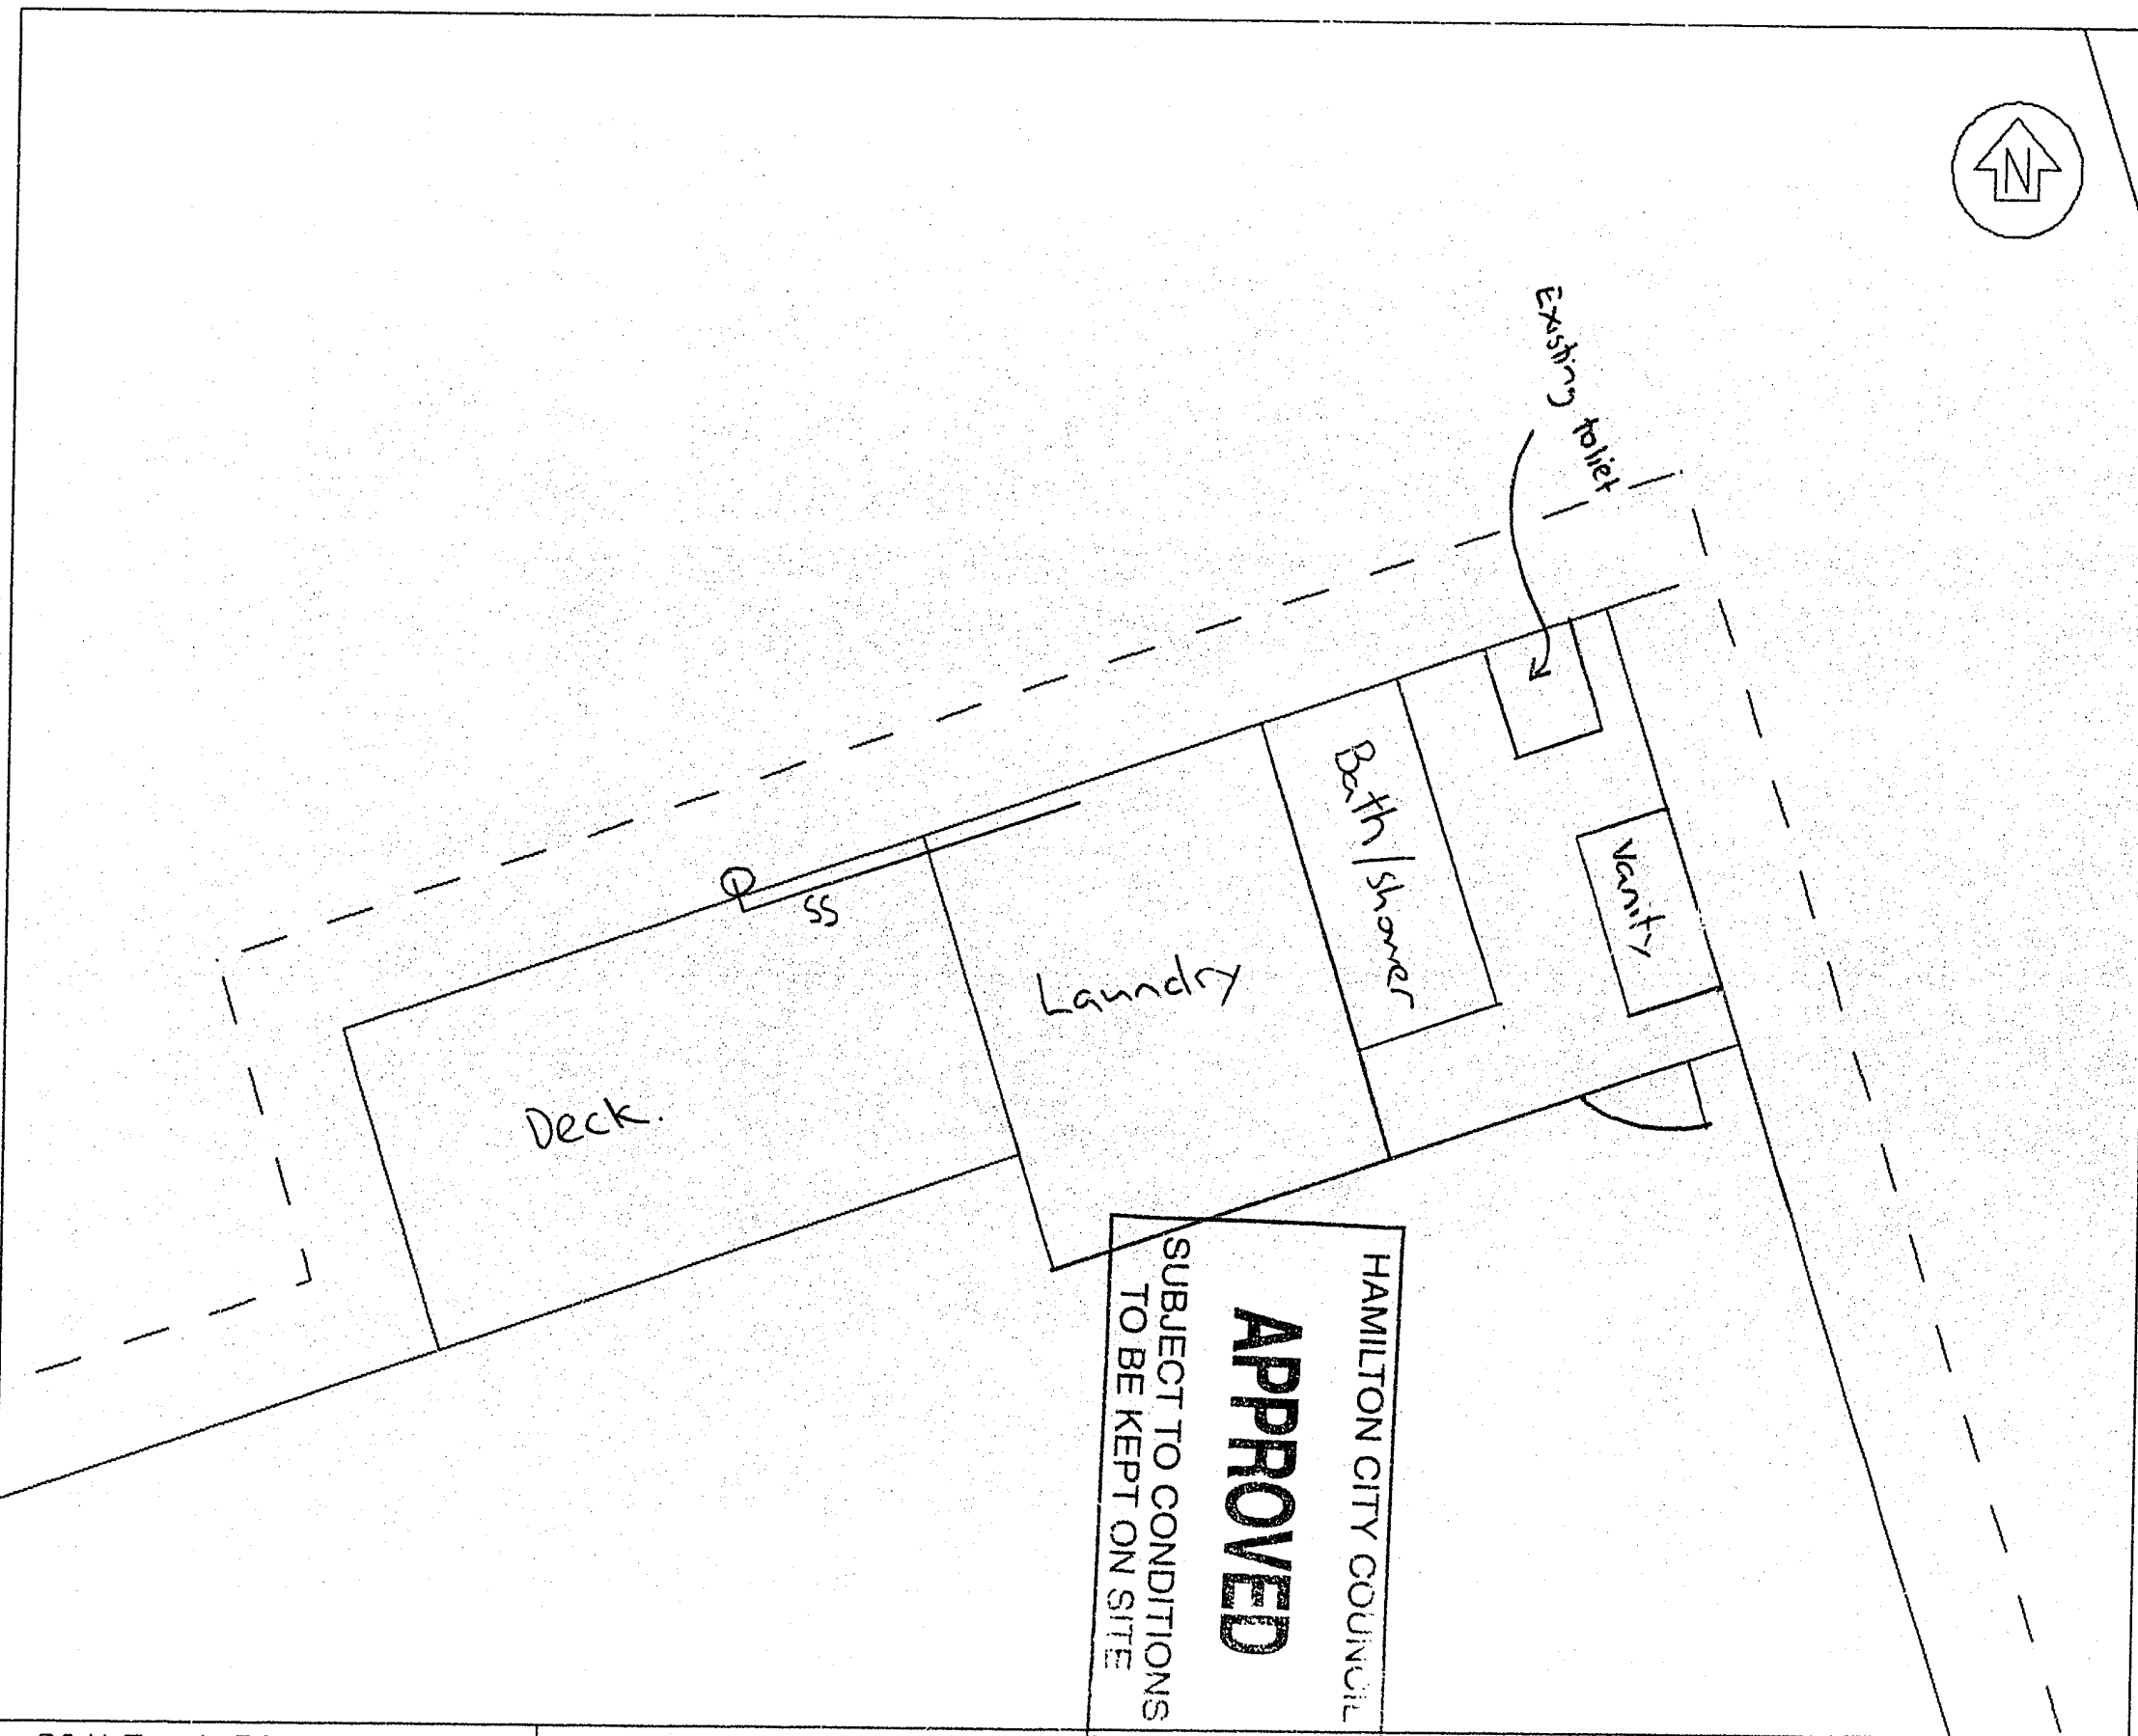 N
Existing toliet
Bath/shower
Vanity
SS
Laundry
Deck.
HAMILTON CITY COUNCIL
APPROVED
SUBJECT TO CONDITIONS
TO BE KEPT ON SITE